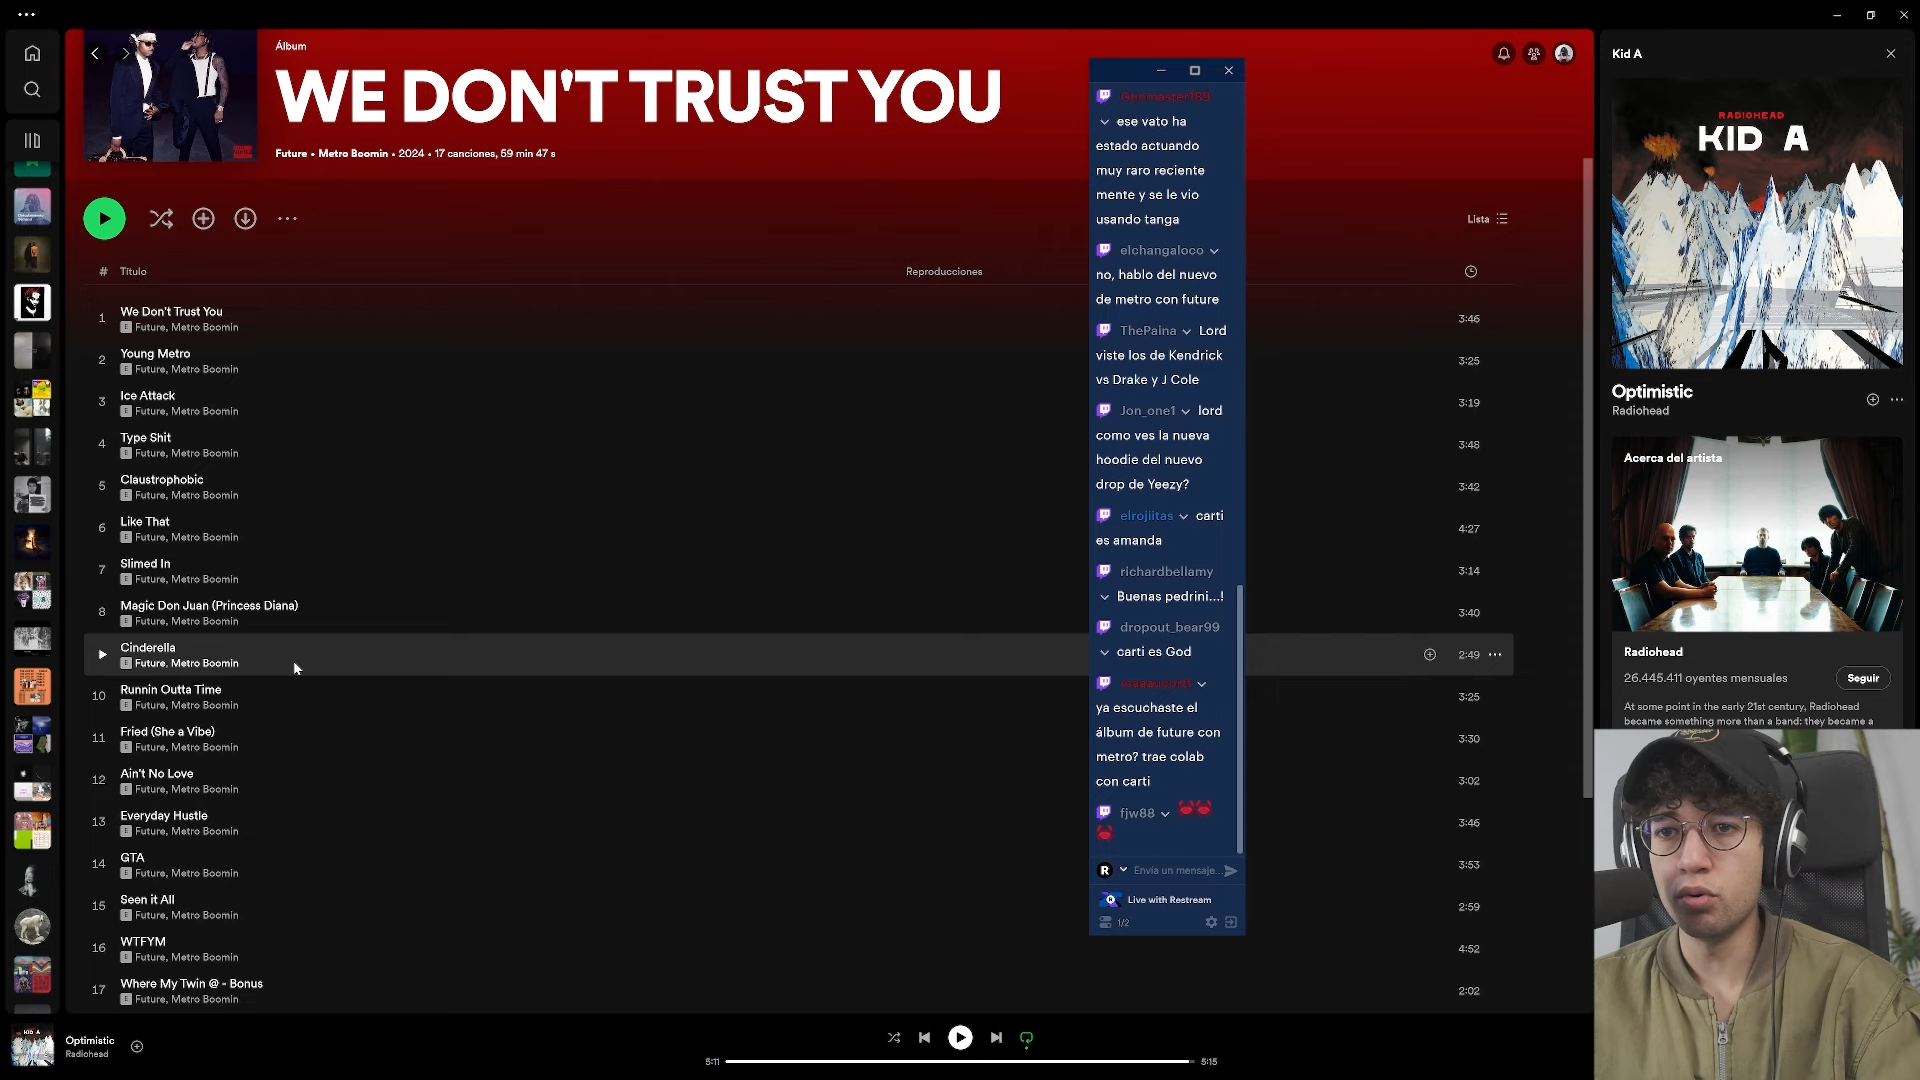 Álbum
WE DON'T TRUST YOU
Future • Metro Boomin • 2024 • 17 canciones, 59 min 47 s
Lista
# Título Reproducciones
1 We Don't Trust You 3:46
E Future, Metro Boomin
2 Young Metro 3:25
E Future, Metro Boomin
3 Ice Attack 3:19
E Future, Metro Boomin
4 Type Shit 3:48
E Future, Metro Boomin
5 Claustrophobic 3:42
E Future, Metro Boomin
6 Like That 4:27
E Future, Metro Boomin
7 Slimed In 3:14
E Future, Metro Boomin
8 Magic Don Juan (Princess Diana) 3:40
E Future, Metro Boomin
Cinderella 2:49
E Future, Metro Boomin
10 Runnin Outta Time 3:25
E Future, Metro Boomin
11 Fried (She a Vibe) 3:30
E Future, Metro Boomin
12 Ain't No Love 3:02
E Future, Metro Boomin
13 Everyday Hustle 3:46
E Future, Metro Boomin
14 GTA 3:53
E Future, Metro Boomin
15 Seen it All 2:59
E Future, Metro Boomin
16 WTFYM 4:52
E Future, Metro Boomin
17 Where My Twin @ - Bonus 2:02
E Future, Metro Boomin
ese vato ha
estado actuando
muy raro reciente
mente y se le vio
usando tanga
elchangaloco
no, hablo del nuevo
de metro con future
ThePaina Lord
viste los de Kendrick
vs Drake y J Cole
Jon_one1 lord
como ves la nueva
hoodie del nuevo
drop de Yeezy?
elrojiitas carti
es amanda
richardbellamy
Buenas pedrini...!
dropout_bear99
carti es God
ya escuchaste el
álbum de future con
metro? trae colab
con carti
fjw88
R Envía un mensaje...
Live with Restream
1/2
Kid A
RADIOHEAD
KID A
Optimistic
Radiohead
Acerca del artista
Radiohead
26.445.411 oyentes mensuales
Seguir
At some point in the early 21st century, Radiohead
became something more than a band: they became a
KID A
Optimistic
Radiohead
5:11 5:15